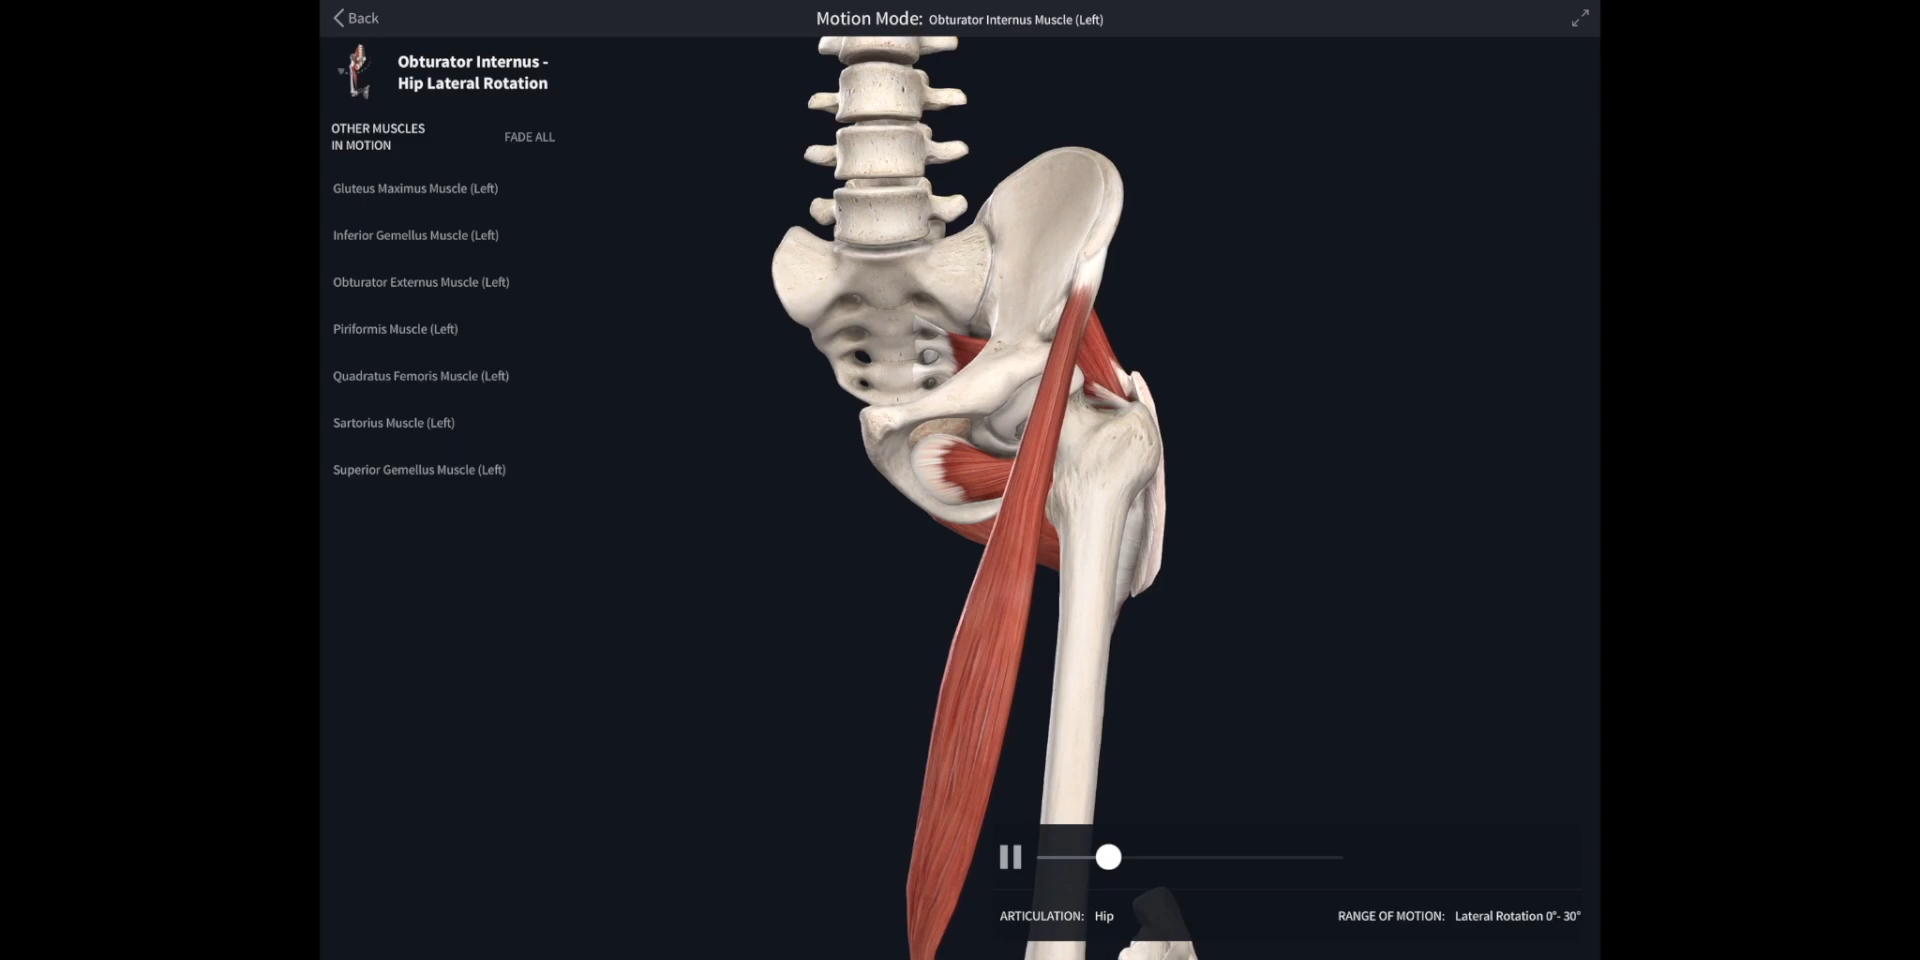 Back
Motion Mode: Obturator Internus Muscle (Left)
Obturator Internus -
Hip Lateral Rotation
OTHER MUSCLES
IN MOTION
FADE ALL
Gluteus Maximus Muscle (Left)
Inferior Gemellus Muscle (Left)
Obturator Externus Muscle (Left)
Piriformis Muscle (Left)
Quadratus Femoris Muscle (Left)
Sartorius Muscle (Left)
Superior Gemellus Muscle (Left)
ARTICULATION: Hip
RANGE OF MOTION: Lateral Rotation 0°- 30°